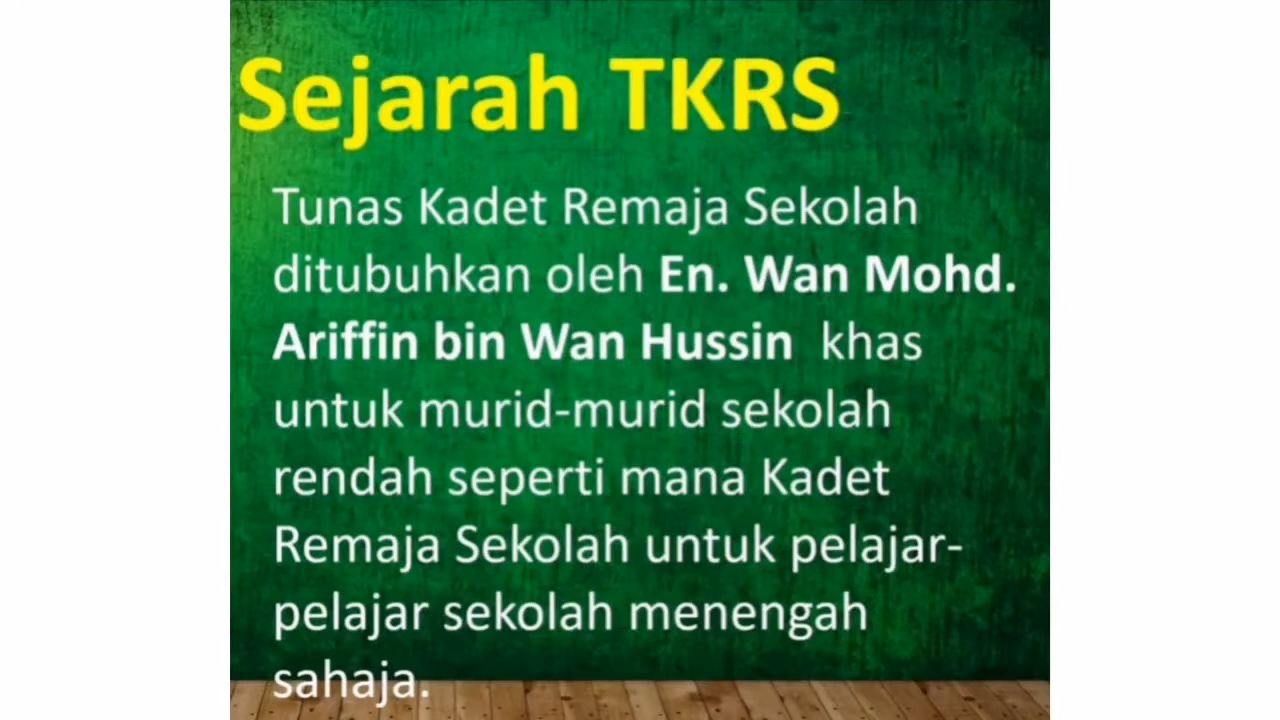 Sejarah TKRS
Tunas Kadet Remaja Sekolah
ditubuhkan oleh En. Wan Mohd.
Ariffin bin Wan Hussin khas
untuk murid-murid sekolah
rendah seperti mana Kadet
Remaja Sekolah untuk pelajar-
pelajar sekolah menengah
sahaja.